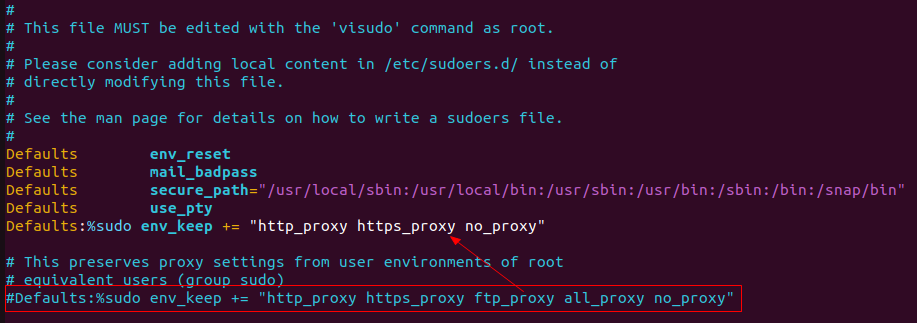 #
# This file MUST be edited with the 'visudo' command as root.
#
# Please consider adding local content in /etc/sudoers.d/ instead of
# directly modifying this file.
#
# See the man page for details on how to write a sudoers file.
#
Defaults        env_reset
Defaults        mail_badpass
Defaults        secure_path="/usr/local/sbin:/usr/local/bin:/usr/sbin:/usr/bin:/sbin:/bin:/snap/bin"
Defaults        use_pty
Defaults:%sudo env_keep += "http_proxy https_proxy no_proxy"

# This preserves proxy settings from user environments of root
# equivalent users (group sudo)
#Defaults:%sudo env_keep += "http_proxy https_proxy ftp_proxy all_proxy no_proxy"